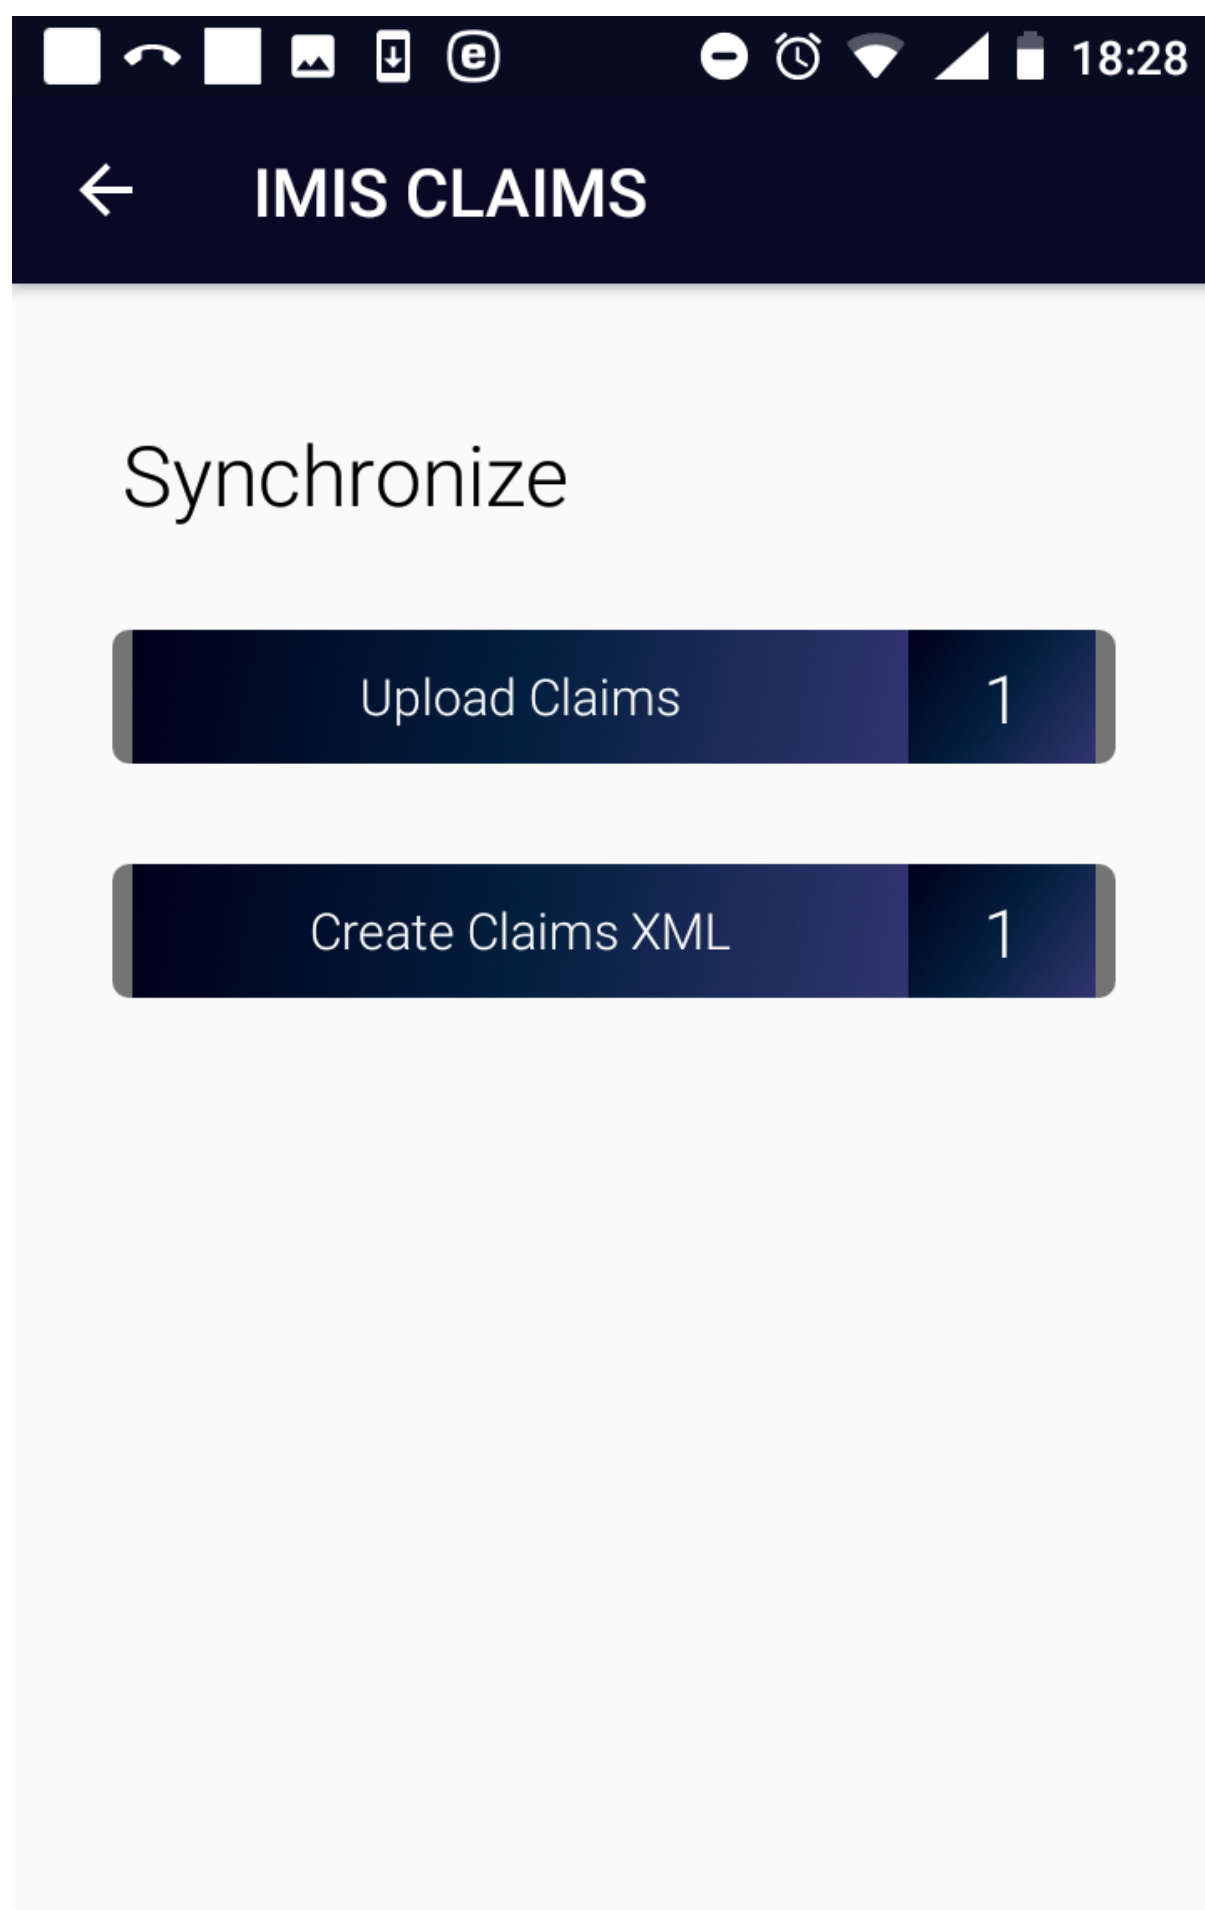 18:28
IMIS CLAIMS
Synchronize
Upload Claims 1
Create Claims XML 1